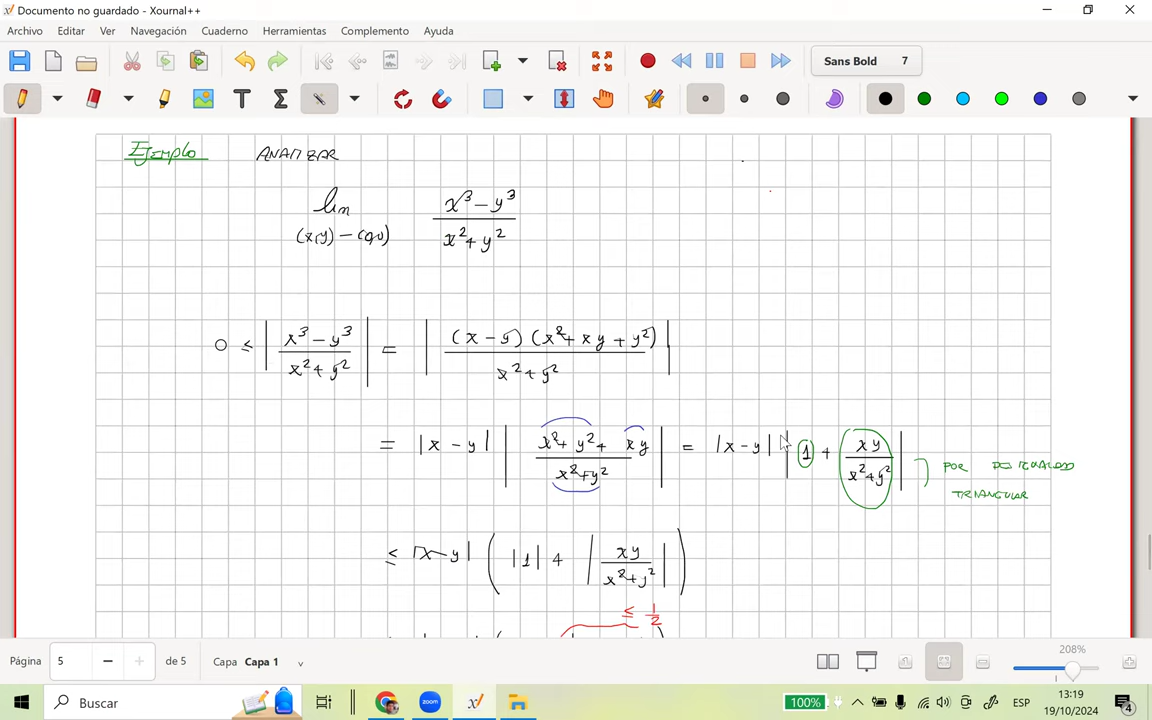 Documento no guardado - Xournal++
Archivo Editar Ver Navegación Cuaderno Herramientas Complemento Ayuda
Sans Bold 7
Ejemplo ANALIZAR
lim (x,y)→(0,0) (x³ - y³)/(x² + y²)
0 ≤ |(x³ - y³)/(x² + y²)| = |((x - y)(x² + xy + y²))/(x² + y²)|
= |x - y| |(x² + y² + xy)/(x² + y²)| = |x - y| |1 + xy/(x² + y²)| POR DESIGUALDAD
TRIANGULAR
≤ |x - y| (|1| + |xy/(x² + y²)|)
≤ 1/2
Página 5 de 5 Capa Capa 1 208%
Buscar zoom 100% ESP 13:19
19/10/2024 4